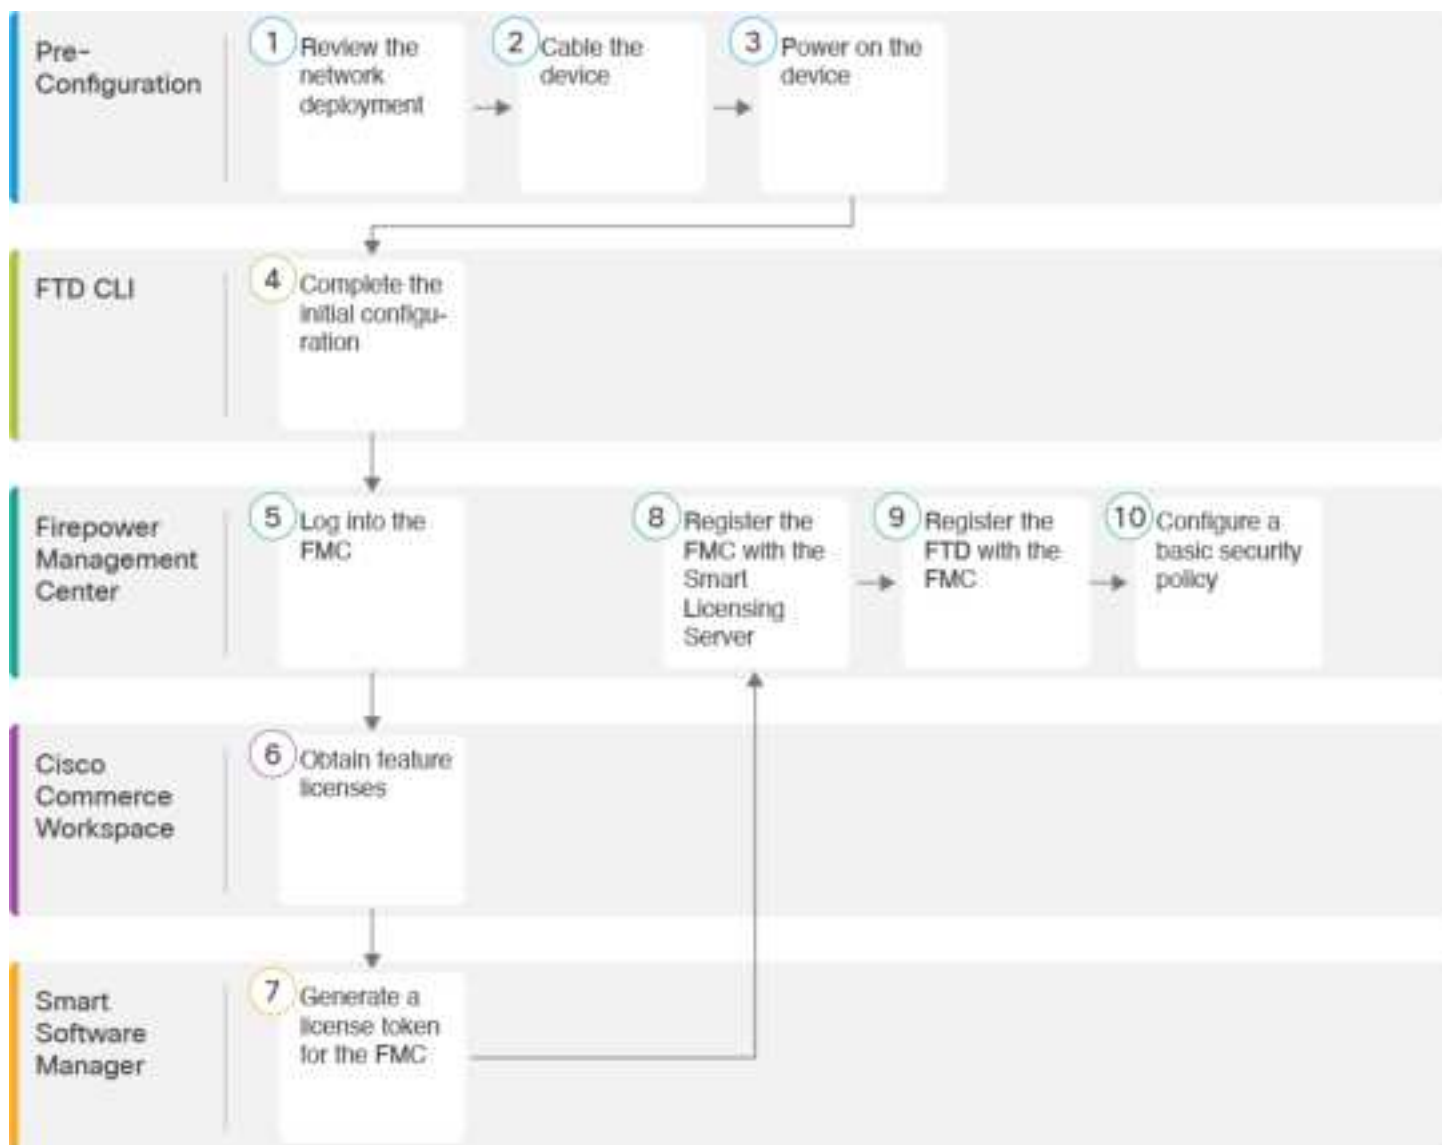 Pre-
Configuration
1
Review the
network
deployment
2
Cable the
device
3
Power on the
device
FTD CLI
4
Complete the
initial configu-
ration
Firepower
Management
Center
5
Log into the
FMC
8
Register the
FMC with the
Smart
Licensing
Server
9
Register the
FTD with the
FMC
10
Configure a
basic security
policy
Cisco
Commerce
Workspace
6
Obtain feature
licenses
Smart
Software
Manager
7
Generate a
license token
for the FMC